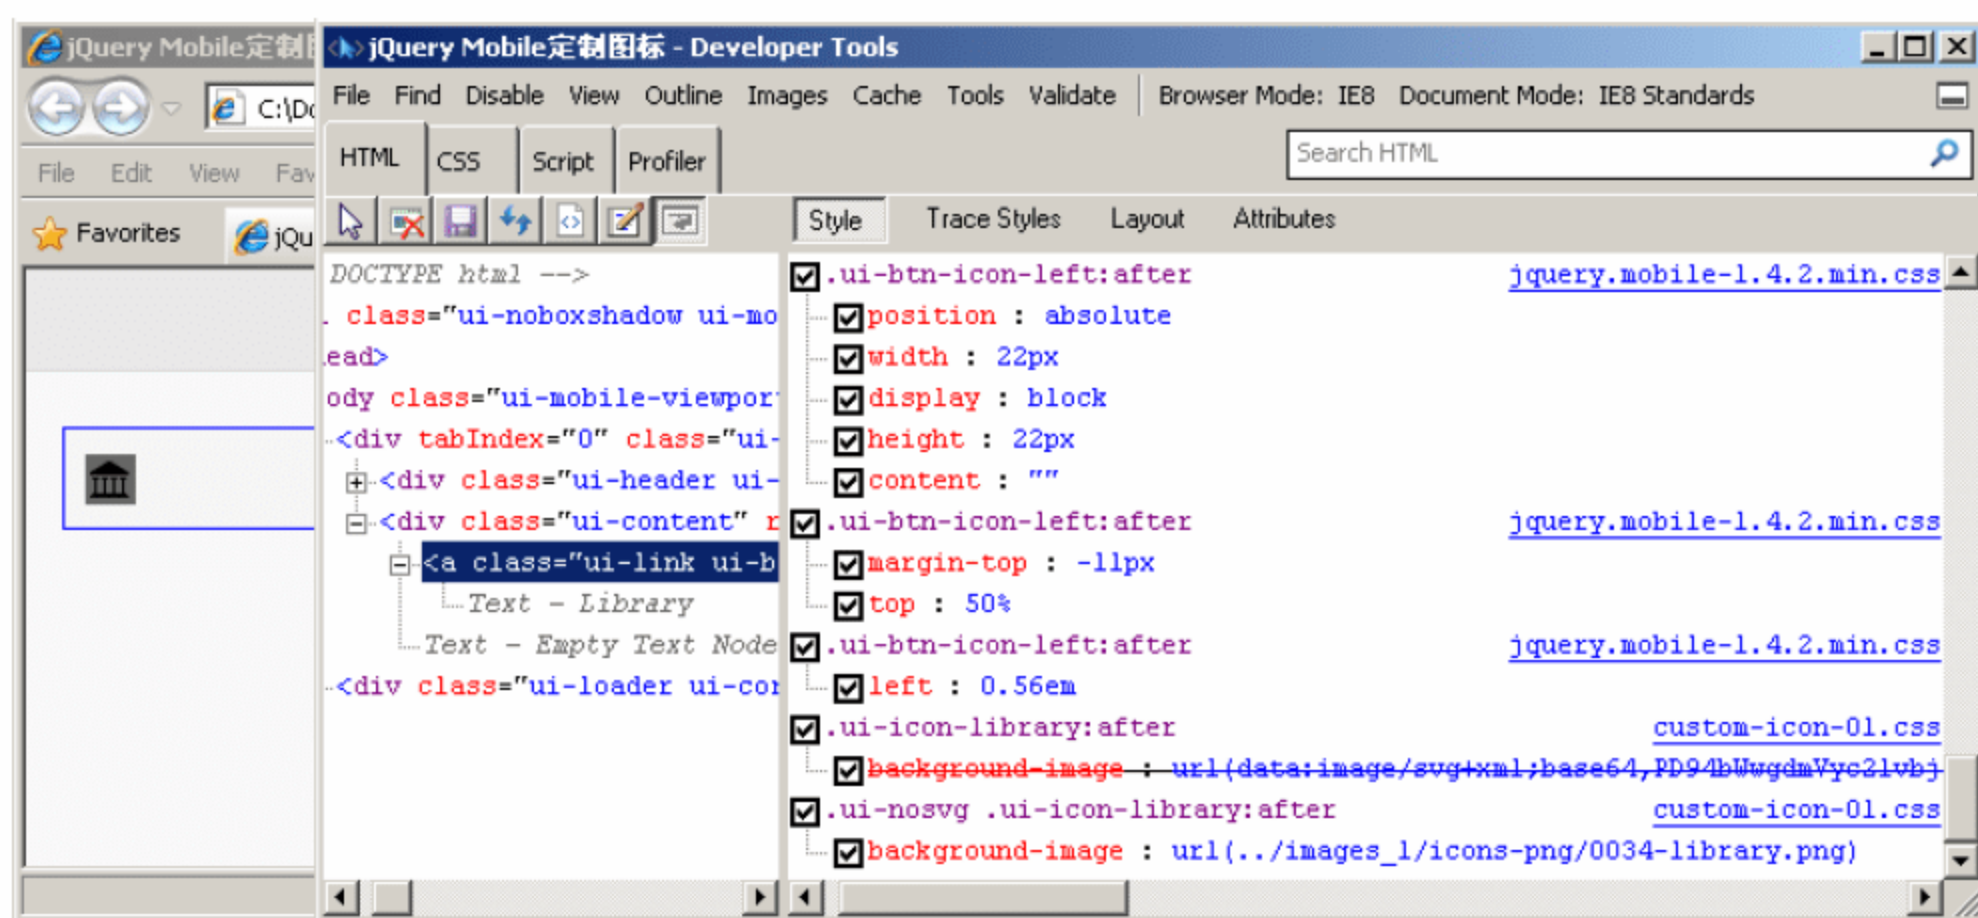 jQuery Mobile定制图
jQuery Mobile定制图标 - Developer Tools
C:\Do
File Edit View Fav
Favorites
jQu
File Find Disable View Outline Images Cache Tools Validate Browser Mode: IE8 Document Mode: IE8 Standards
HTML CSS Script Profiler
Search HTML
Style Trace Styles Layout Attributes
DOCTYPE html -->
class="ui-noboxshadow ui-mo
ead>
ody class="ui-mobile-viewpor
<div tabIndex="0" class="ui-
<div class="ui-header ui-
<div class="ui-content" r
<a class="ui-link ui-b
Text - Library
Text - Empty Text Node
<div class="ui-loader ui-cor
.ui-btn-icon-left:after jquery.mobile-1.4.2.min.css
position : absolute
width : 22px
display : block
height : 22px
content : ""
.ui-btn-icon-left:after jquery.mobile-1.4.2.min.css
margin-top : -11px
top : 50%
.ui-btn-icon-left:after jquery.mobile-1.4.2.min.css
left : 0.56em
.ui-icon-library:after custom-icon-01.css
background-image : url(data:image/svg+xml;base64,PD94bWwgdmVyc2lvbj
.ui-nosvg .ui-icon-library:after custom-icon-01.css
background-image : url(../images_1/icons-png/0034-library.png)